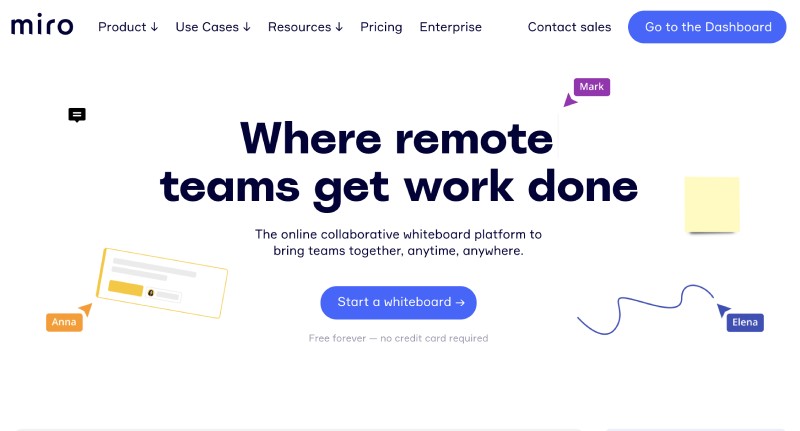 miro
Product ↓ Use Cases ↓ Resources ↓ Pricing Enterprise Contact sales Go to the Dashboard
Mark
Where remote
teams get work done
The online collaborative whiteboard platform to
bring teams together, anytime, anywhere.
Start a whiteboard →
Anna
Elena
Free forever — no credit card required